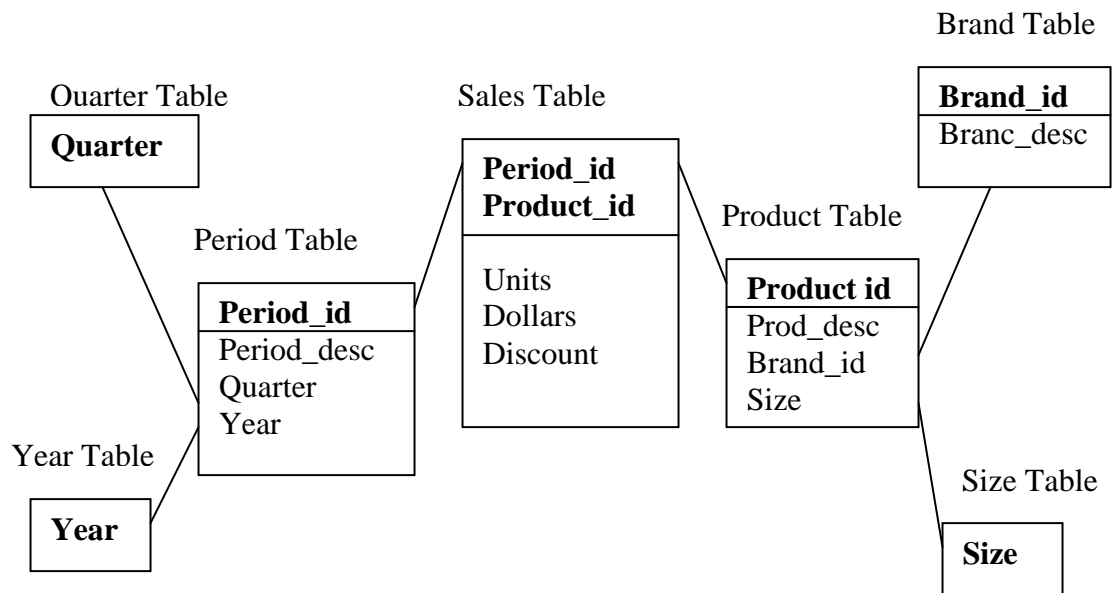 Brand Table
Brand_id
Branc_desc
Ouarter Table
Quarter
Sales Table
Period_id
Product_id
Units
Dollars
Discount
Product Table
Product id
Prod_desc
Brand_id
Size
Period Table
Period_id
Period_desc
Quarter
Year
Year Table
Year
Size Table
Size